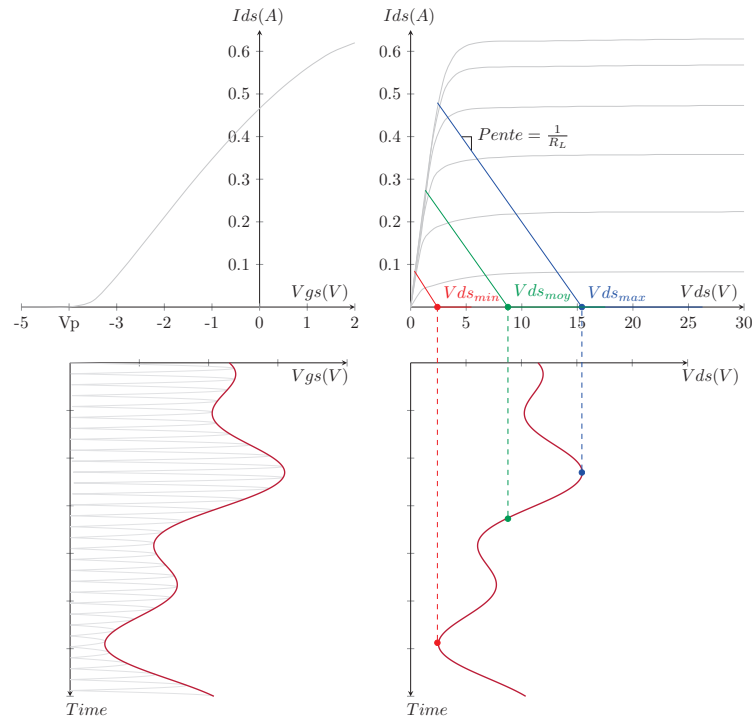 Ids(A)
0.6
0.5
0.4
0.3
0.2
0.1
Vgs(V)
-5 Vp -3 -2 -1 0 1 2
Ids(A)
0.6
0.5
0.4
0.3
0.2
0.1
Pente = 1/R_L
Vds_min Vds_moy Vds_max Vds(V)
0 5 10 15 20 25 30
Vgs(V)
Time
Vds(V)
Time